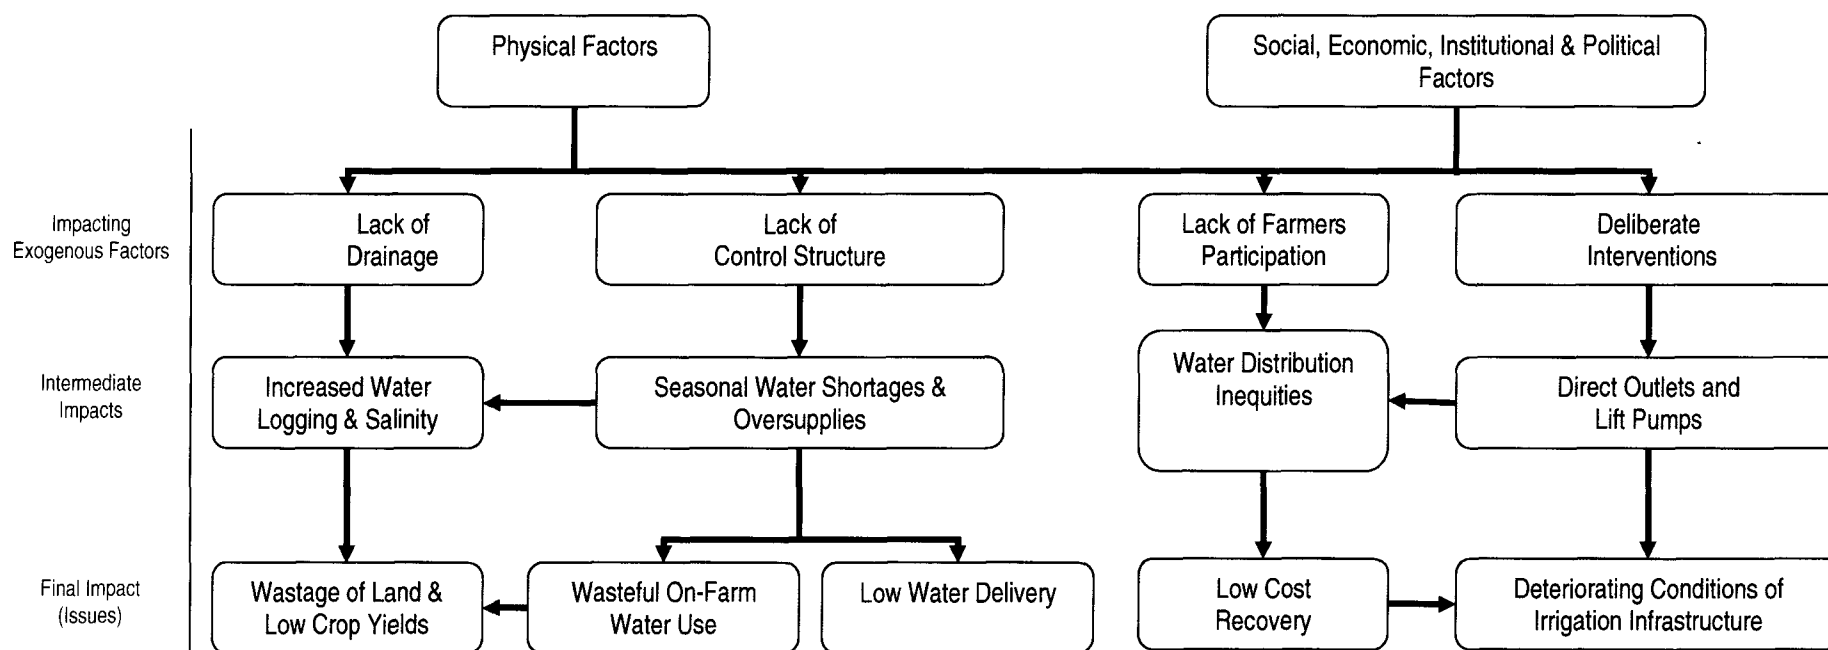 Physical Factors
Social, Economic, Institutional & Political
Factors
Impacting
Exogenous Factors
Lack of
Drainage
Lack of
Control Structure
Lack of Farmers
Participation
Deliberate
Interventions
Intermediate
Impacts
Increased Water
Logging & Salinity
Seasonal Water Shortages &
Oversupplies
Water Distribution
Inequities
Direct Outlets and
Lift Pumps
Final Impact
(Issues)
Wastage of Land &
Low Crop Yields
Wasteful On-Farm
Water Use
Low Water Delivery
Low Cost
Recovery
Deteriorating Conditions of
Irrigation Infrastructure